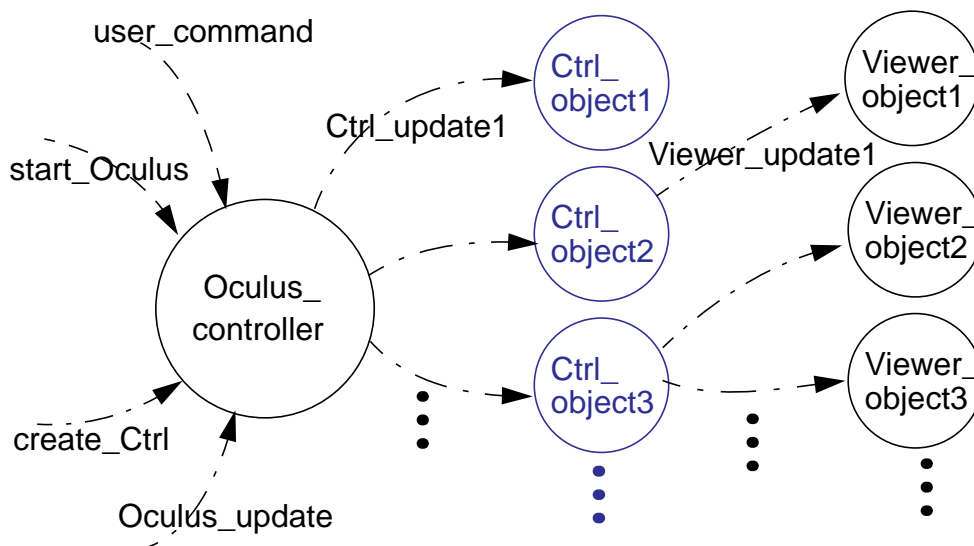 user_command
start_Oculus
Oculus_
controller
create_Ctrl
Oculus_update
Ctrl_update1
Ctrl_
object1
Ctrl_
object2
Ctrl_
object3
Viewer_update1
Viewer_
object1
Viewer_
object2
Viewer_
object3